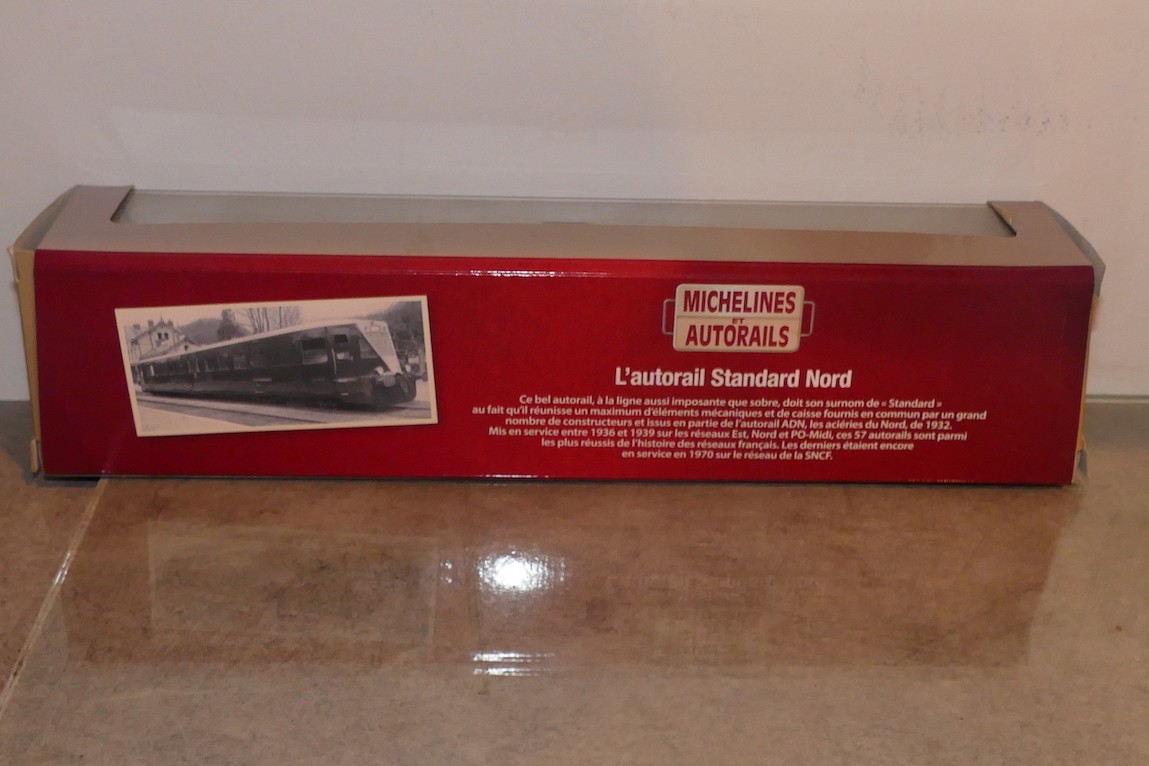 MICHELINES
ET
AUTORAILS
L'autorail Standard Nord
Ce bel autorail, à la ligne aussi imposante que sobre, doit son surnom de « Standard »
au fait qu'il réunisse un maximum d'éléments mécaniques et de caisse fournis en commun par un grand
nombre de constructeurs et issus en partie de l'autorail ADN, les aciéries du Nord, de 1932.
Mis en service entre 1936 et 1939 sur les réseaux Est, Nord et PO-Midi, ces 57 autorails sont parmi
les plus réussis de l'histoire des réseaux français. Les derniers étaient encore
en service en 1970 sur le réseau de la SNCF.